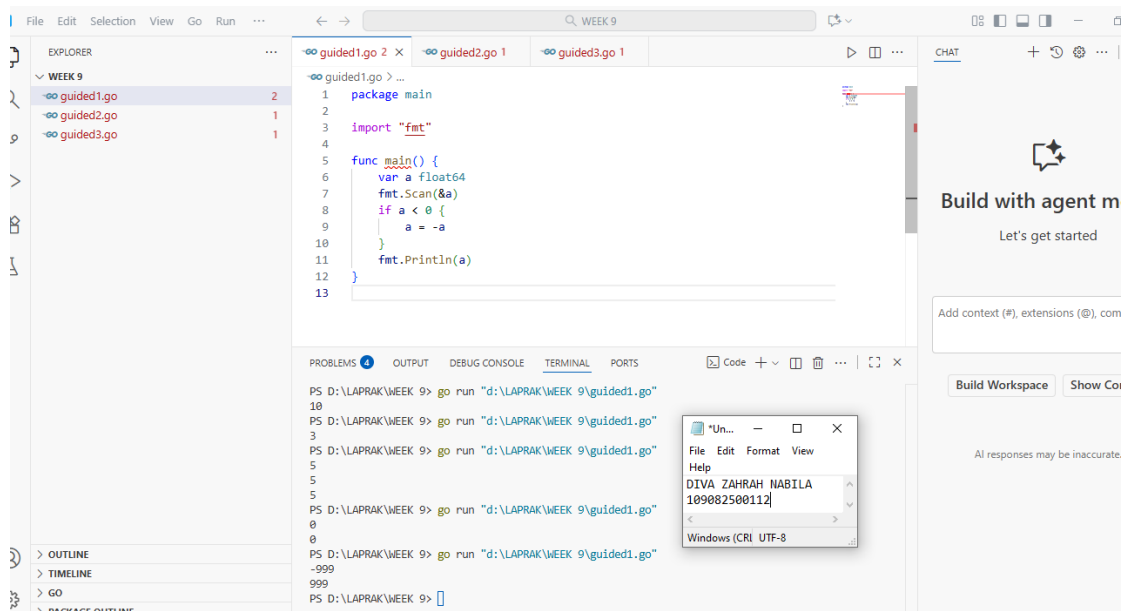 File Edit Selection View Go Run ···
WEEK 9
EXPLORER ···
WEEK 9
guided1.go 2
guided2.go 1
guided3.go 1
OUTLINE
TIMELINE
GO
guided1.go 2 guided2.go 1 guided3.go 1
guided1.go > ...
1 package main
2
3 import "fmt"
4
5 func main() {
6 var a float64
7 fmt.Scan(&a)
8 if a < 0 {
9 a = -a
10 }
11 fmt.Println(a)
12 }
13
PROBLEMS 4 OUTPUT DEBUG CONSOLE TERMINAL PORTS Code
PS D:\LAPRAK\WEEK 9> go run "d:\LAPRAK\WEEK 9\guided1.go"
10
PS D:\LAPRAK\WEEK 9> go run "d:\LAPRAK\WEEK 9\guided1.go"
3
PS D:\LAPRAK\WEEK 9> go run "d:\LAPRAK\WEEK 9\guided1.go"
5
5
5
PS D:\LAPRAK\WEEK 9> go run "d:\LAPRAK\WEEK 9\guided1.go"
0
0
PS D:\LAPRAK\WEEK 9> go run "d:\LAPRAK\WEEK 9\guided1.go"
-999
999
PS D:\LAPRAK\WEEK 9>
*Un...
File Edit Format View
Help
DIVA ZAHRAH NABILA
109082500112
Windows (CRL UTF-8
CHAT
Build with agent m
Let's get started
Add context (#), extensions (@), com
Build Workspace Show Co
AI responses may be inaccurate.